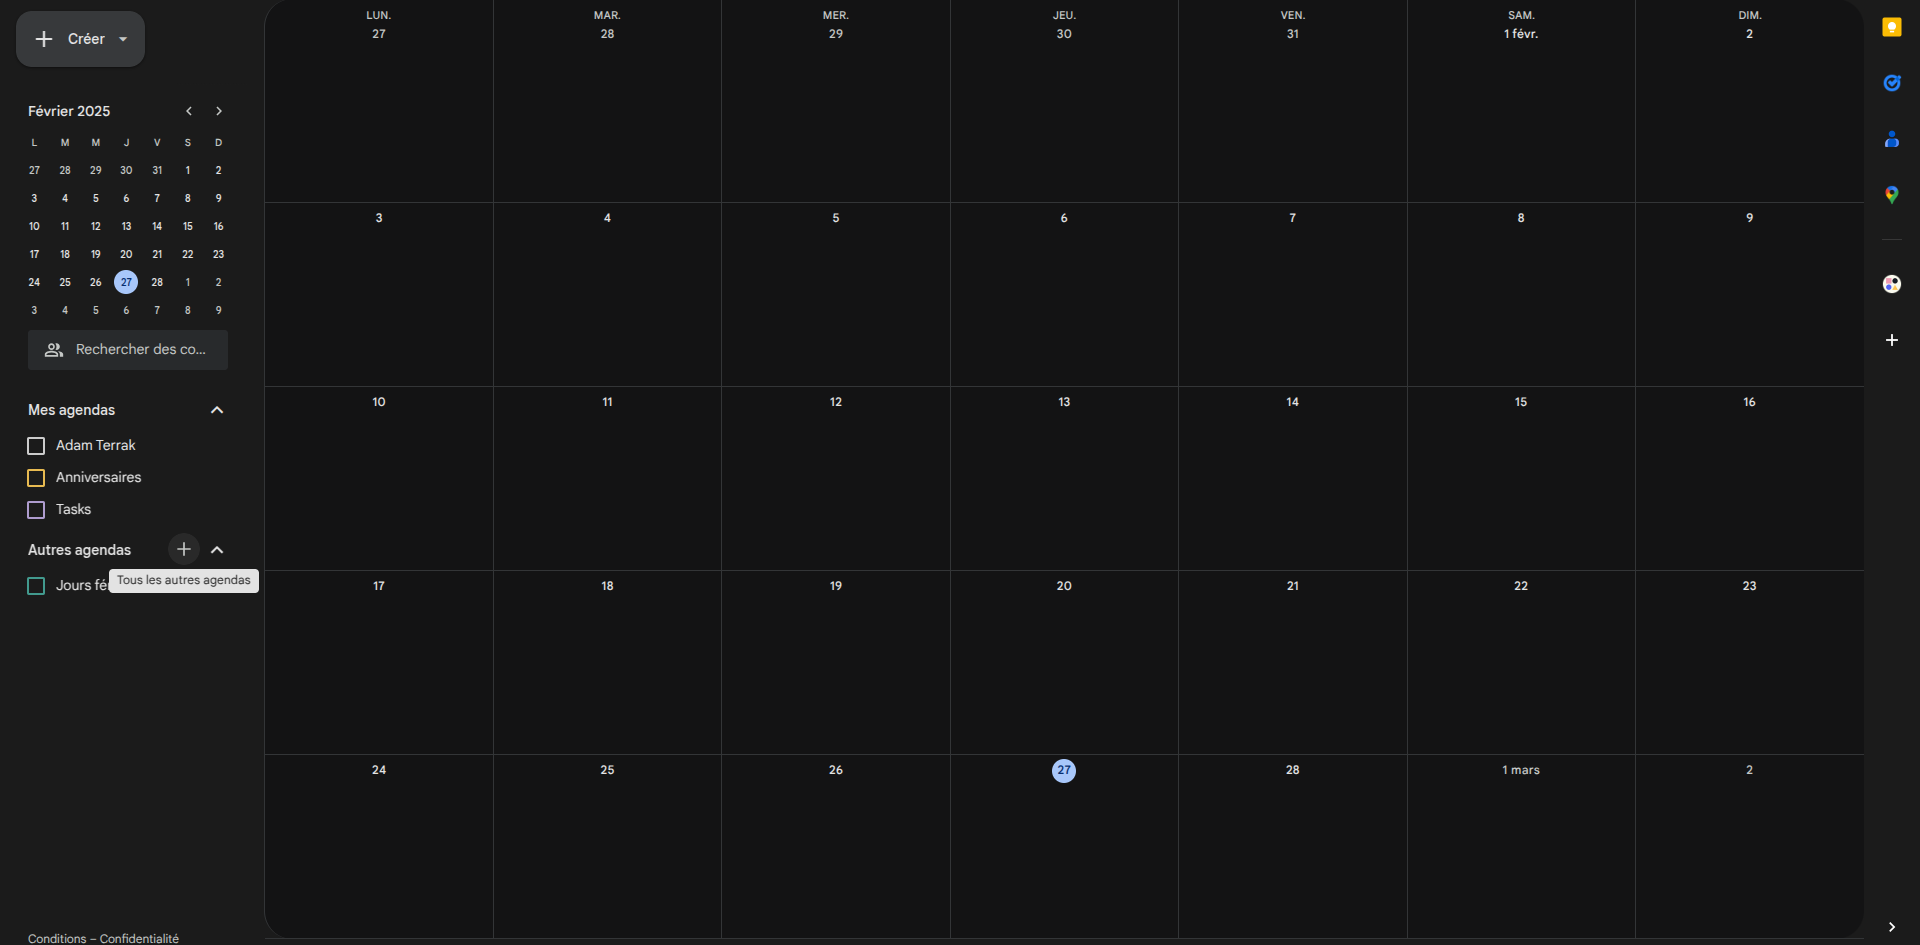 Créer
Février 2025
L M M J V S D
27 28 29 30 31 1 2
3 4 5 6 7 8 9
10 11 12 13 14 15 16
17 18 19 20 21 22 23
24 25 26 27 28 1 2
3 4 5 6 7 8 9
Rechercher des co...
Mes agendas
Adam Terrak
Anniversaires
Tasks
Autres agendas
Tous les autres agendas
Jours
Conditions – Confidentialité
LUN. MAR. MER. JEU. VEN. SAM. DIM.
27 28 29 30 31 1 févr. 2
3 4 5 6 7 8 9
10 11 12 13 14 15 16
17 18 19 20 21 22 23
24 25 26 27 28 1 mars 2